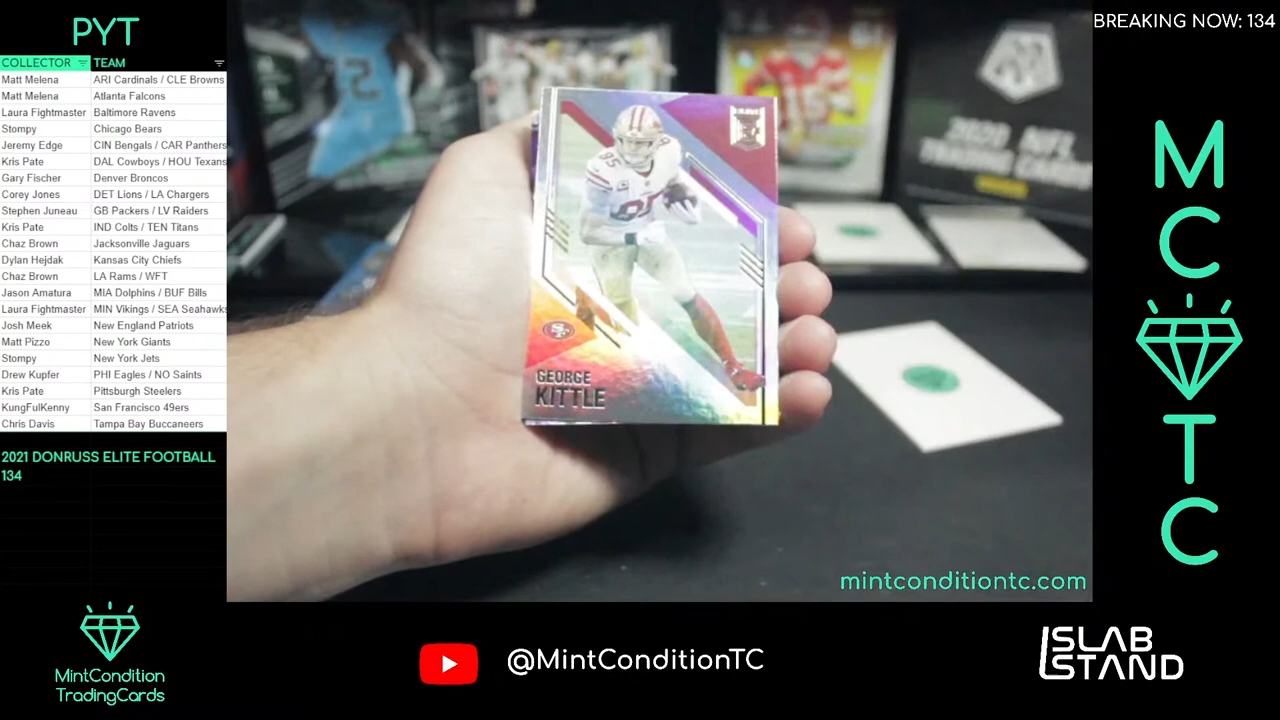 PYT
BREAKING NOW: 134
COLLECTOR TEAM
Matt Melena ARI Cardinals / CLE Browns
Matt Melena Atlanta Falcons
Laura Fightmaster Baltimore Ravens
Stompy Chicago Bears
Jeremy Edge CIN Bengals / CAR Panthers
Kris Pate DAL Cowboys / HOU Texans
Gary Fischer Denver Broncos
Corey Jones DET Lions / LA Chargers
Stephen Juneau GB Packers / LV Raiders
Kris Pate IND Colts / TEN Titans
Chaz Brown Jacksonville Jaguars
Dylan Hejdak Kansas City Chiefs
Chaz Brown LA Rams / WFT
Jason Amatura MIA Dolphins / BUF Bills
Laura Fightmaster MIN Vikings / SEA Seahawks
Josh Meek New England Patriots
Matt Pizzo New York Giants
Stompy New York Jets
Drew Kupfer PHI Eagles / NO Saints
Kris Pate Pittsburgh Steelers
KungFulKenny San Francisco 49ers
Chris Davis Tampa Bay Buccaneers
2021 DONRUSS ELITE FOOTBALL
134
2020 NFL
TRADING CARDS
15
2
85
85
SF
GEORGE
KITTLE
mintconditiontc.com
M
C
T
C
MintCondition
TradingCards
@MintConditionTC
SLAB
STAND